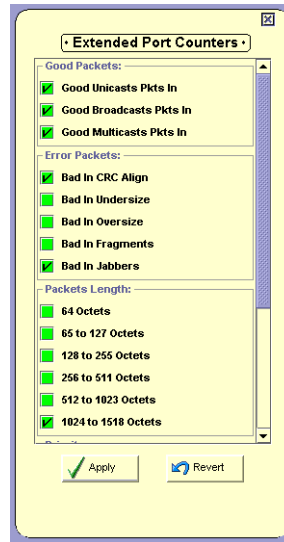 • Extended Port Counters •
Good Packets:
Good Unicasts Pkts In
Good Broadcasts Pkts In
Good Multicasts Pkts In
Error Packets:
Bad In CRC Align
Bad In Undersize
Bad In Oversize
Bad In Fragments
Bad In Jabbers
Packets Length:
64 Octets
65 to 127 Octets
128 to 255 Octets
256 to 511 Octets
512 to 1023 Octets
1024 to 1518 Octets
Apply Revert